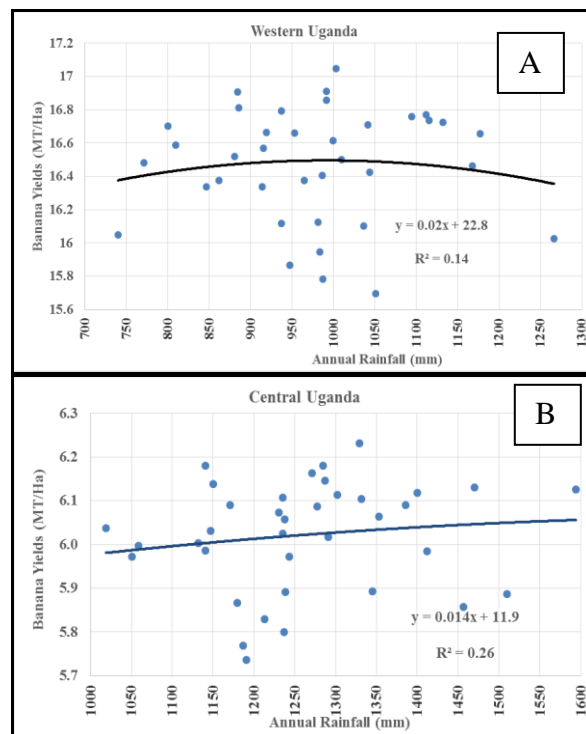 Western Uganda
A
17.2
17
16.8
16.6
16.4
16.2
16
15.8
15.6
Banana Yields (MT/Ha)
y = 0.02x + 22.8
R² = 0.14
700 750 800 850 900 950 1000 1050 1100 1150 1200 1250 1300
Annual Rainfall (mm)
Central Uganda
B
6.3
6.2
6.1
6.0
5.9
5.8
5.7
Banana Yields (MT/Ha)
y = 0.014x + 11.9
R² = 0.26
1000 1050 1100 1150 1200 1250 1300 1350 1400 1450 1500 1550 1600
Annual Rainfall (mm)